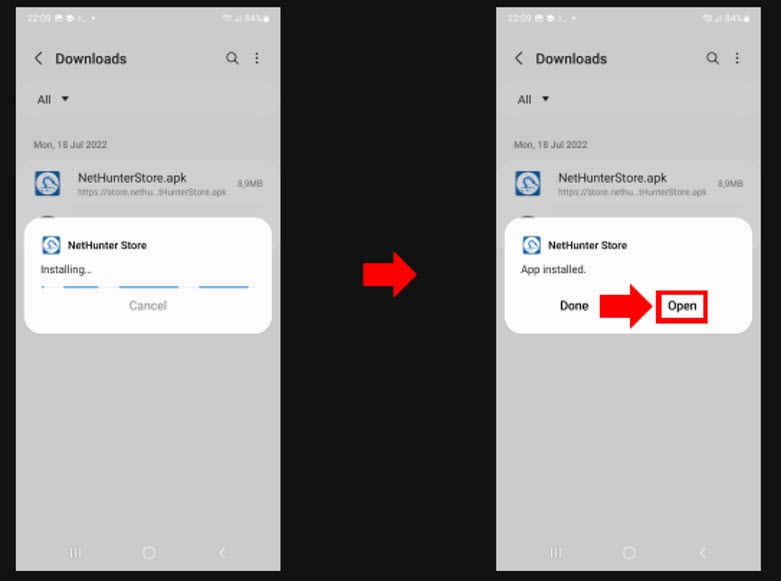 22:09
84%
Downloads
All
Mon, 18 Jul 2022
NetHunterStore.apk
https://store.nethu...tHunterStore.apk
8,9MB
NetHunter Store
Installing...
Cancel
22:09
84%
Downloads
All
Mon, 18 Jul 2022
NetHunterStore.apk
https://store.nethu...tHunterStore.apk
8,9MB
NetHunter Store
App installed.
Done
Open